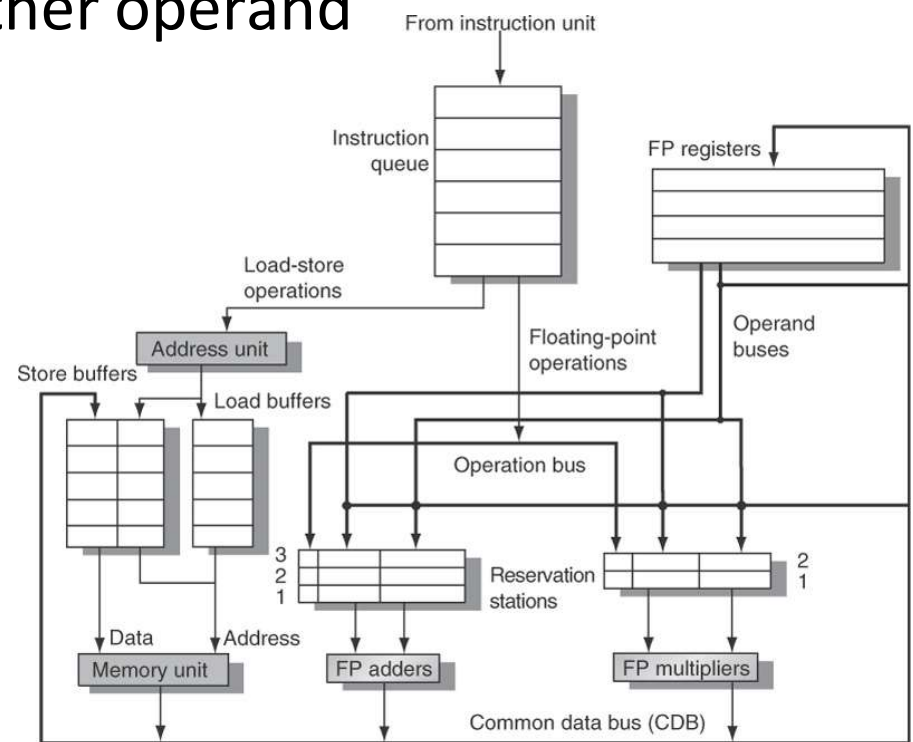 ther operand
From instruction unit
Instruction
queue
FP registers
Load-store
operations
Address unit
Floating-point
operations
Operand
buses
Store buffers
Load buffers
Operation bus
3
2
1
Reservation
stations
2
1
Data
Address
Memory unit
FP adders
FP multipliers
Common data bus (CDB)